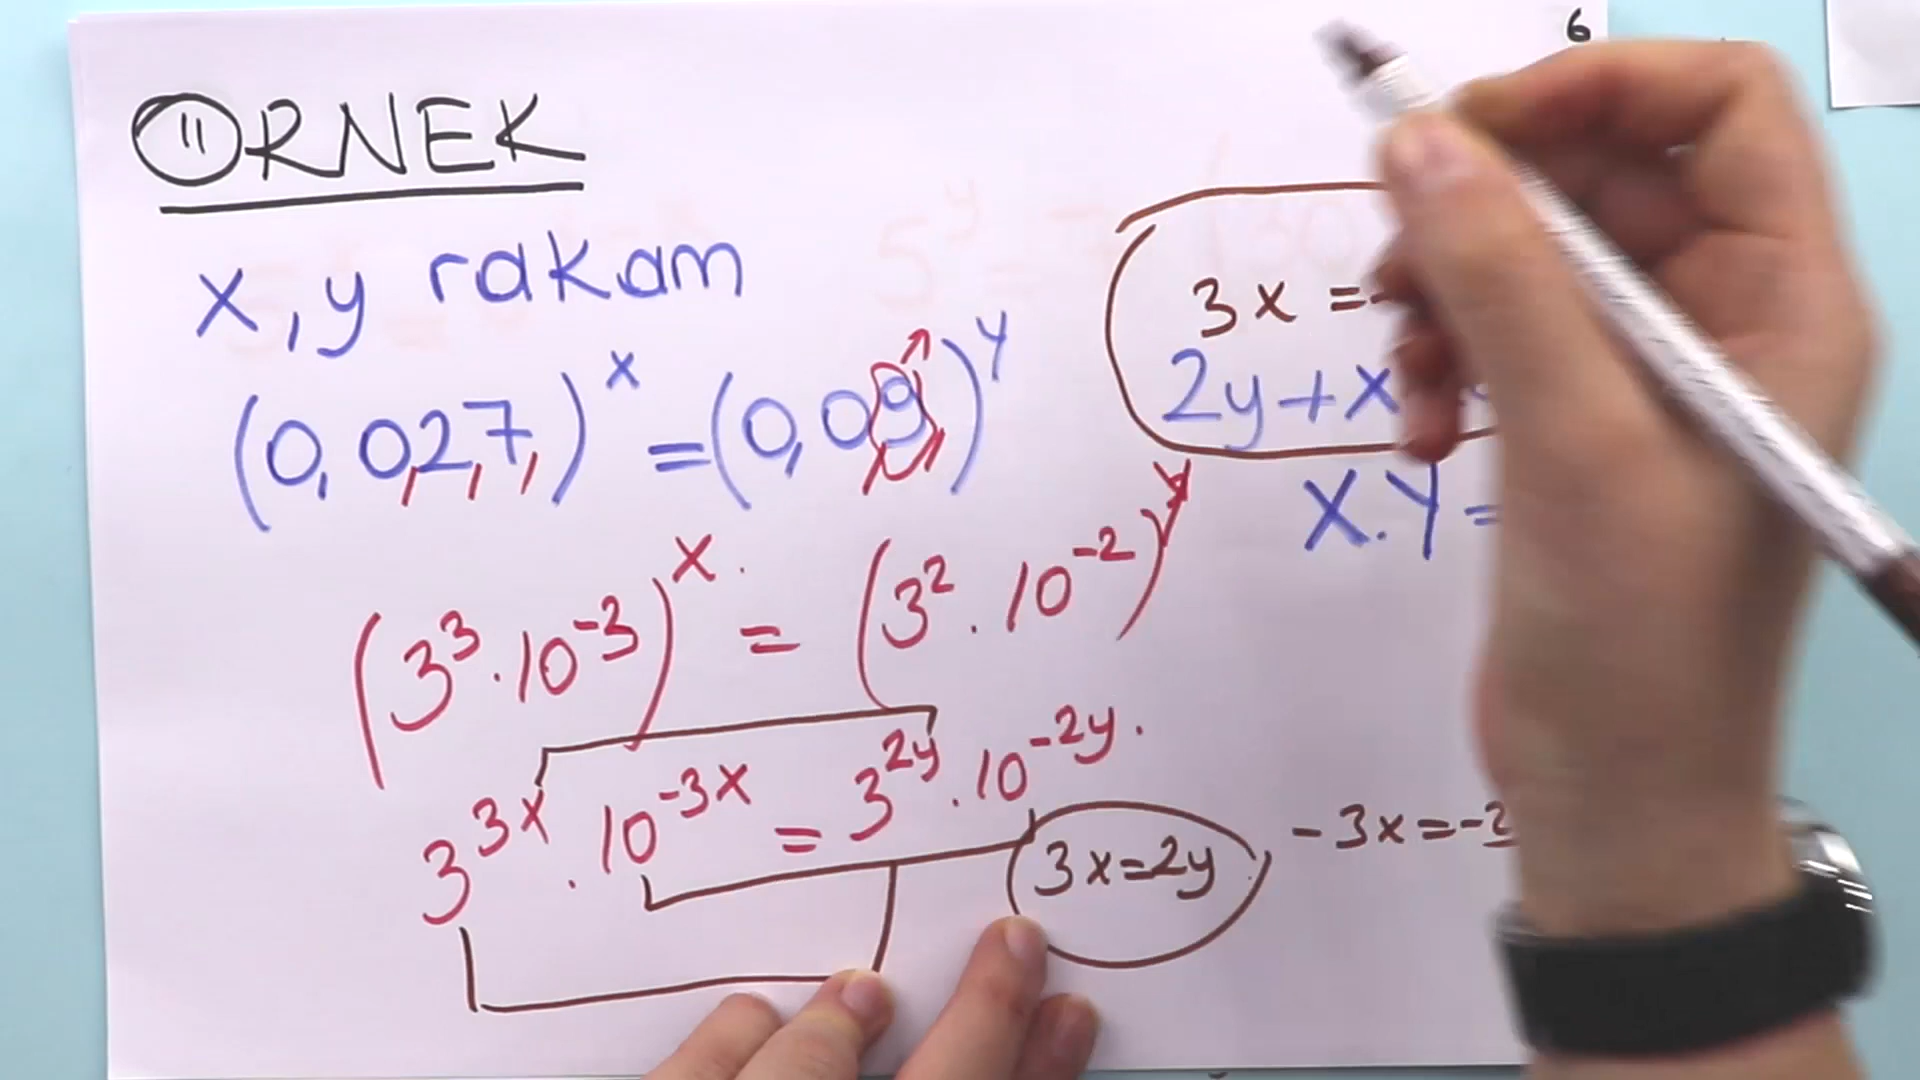 6
ÖRNEK
x, y rakam
(0,027)^x = (0,09)^y
3x =
2y+x
X.Y =
(3^3 . 10^-3)^x = (3^2 . 10^-2)^y
3^3x . 10^-3x = 3^2y . 10^-2y
3x=2y, -3x=-2